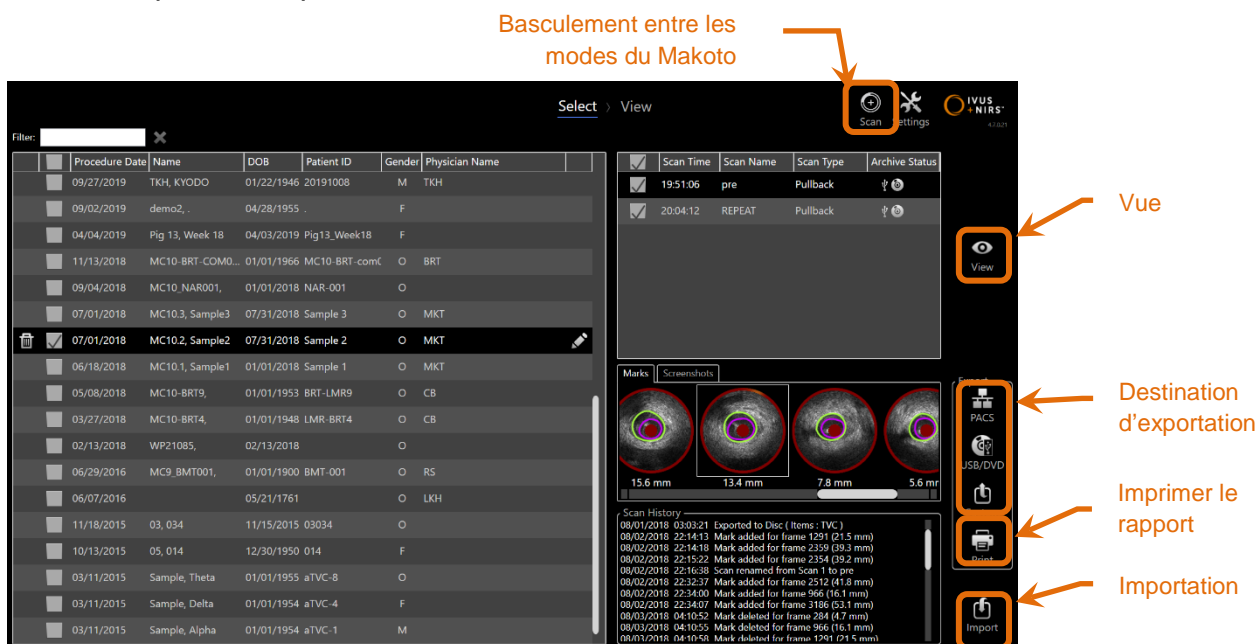 Basculement entre les
modes du Makoto
Select > View
Scan
Settings
IVUS
+NIRS™
4.7.0.21
Filter:
Procedure Date Name DOB Patient ID Gender Physician Name
09/27/2019 TKH, KYODO 01/22/1946 20191008 M TKH
09/02/2019 demo2, . 04/28/1955 . F
04/04/2019 Pig 13, Week 18 04/03/2019 Pig13_Week18 F
11/13/2018 MC10-BRT-COM0... 01/01/1966 MC10-BRT-com( O BRT
09/04/2018 MC10_NAR001, 01/01/2018 NAR-001 O
07/01/2018 MC10.3, Sample3 07/31/2018 Sample 3 O MKT
07/01/2018 MC10.2, Sample2 07/31/2018 Sample 2 O MKT
06/18/2018 MC10.1, Sample1 01/01/2018 Sample 1 O MKT
05/08/2018 MC10-BRT9, 01/01/1953 BRT-LMR9 O CB
03/27/2018 MC10-BRT4, 01/01/1948 LMR-BRT4 O CB
02/13/2018 WP21085, 02/13/2018 O
06/29/2016 MC9_BMT001, 01/01/1900 BMT-001 O RS
06/07/2016 05/21/1761 O LKH
11/18/2015 03, 034 11/15/2015 03034 O
10/13/2015 05, 014 12/30/1950 014 F
03/11/2015 Sample, Theta 01/01/1955 aTVC-8 O
03/11/2015 Sample, Delta 01/01/1954 aTVC-4 F
03/11/2015 Sample, Alpha 01/01/1954 aTVC-1 M
Scan Time Scan Name Scan Type Archive Status
19:51:06 pre Pullback
20:04:12 REPEAT Pullback
Marks Screenshots
15.6 mm 13.4 mm 7.8 mm 5.6 mr
Scan History
08/01/2018 03:03:21 Exported to Disc ( Items : TVC )
08/02/2018 22:14:13 Mark added for frame 1291 (21.5 mm)
08/02/2018 22:14:18 Mark added for frame 2359 (39.3 mm)
08/02/2018 22:15:22 Mark added for frame 2354 (39.2 mm)
08/02/2018 22:16:38 Scan renamed from Scan 1 to pre
08/02/2018 22:32:37 Mark added for frame 2512 (41.8 mm)
08/02/2018 22:34:00 Mark added for frame 966 (16.1 mm)
08/02/2018 22:34:07 Mark added for frame 3186 (53.1 mm)
08/03/2018 04:10:52 Mark deleted for frame 284 (4.7 mm)
08/03/2018 04:10:55 Mark deleted for frame 966 (16.1 mm)
08/03/2018 04:10:58 Mark deleted for frame 1291 (21.5 mm)
View
Vue
Export
PACS
USB/DVD
Destination
d'exportation
Print
Imprimer le
rapport
Import
Importation